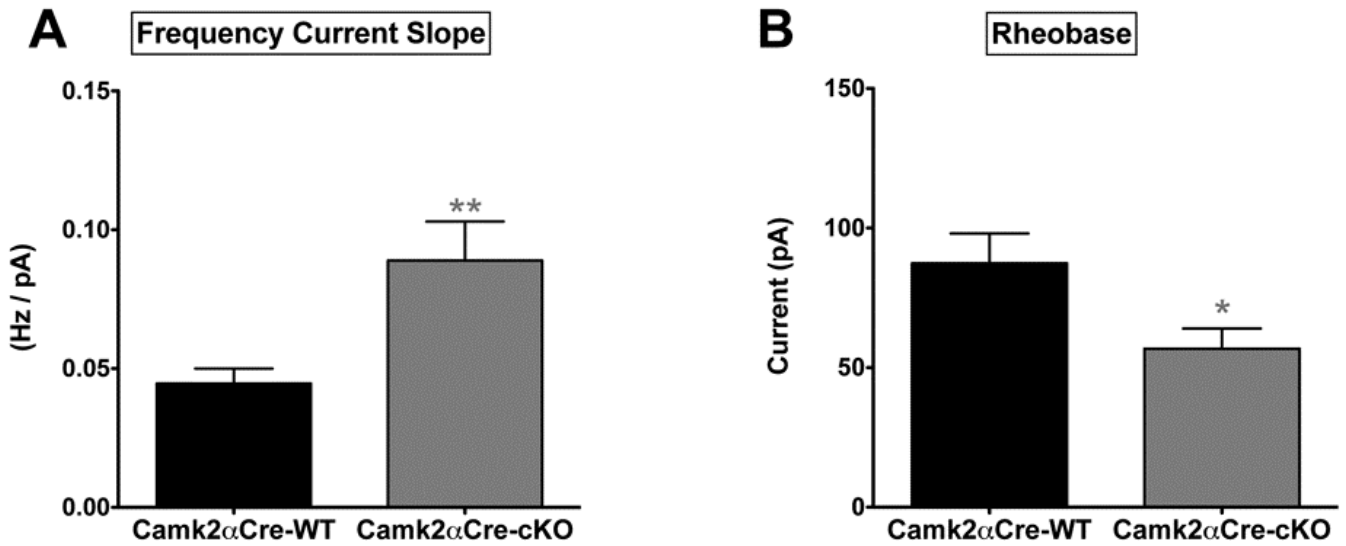 A
Frequency Current Slope
0.15
0.10
0.05
0.00
(Hz / pA)
**
Camk2αCre-WT
Camk2αCre-cKO
B
Rheobase
150
100
50
0
Current (pA)
*
Camk2αCre-WT
Camk2αCre-cKO